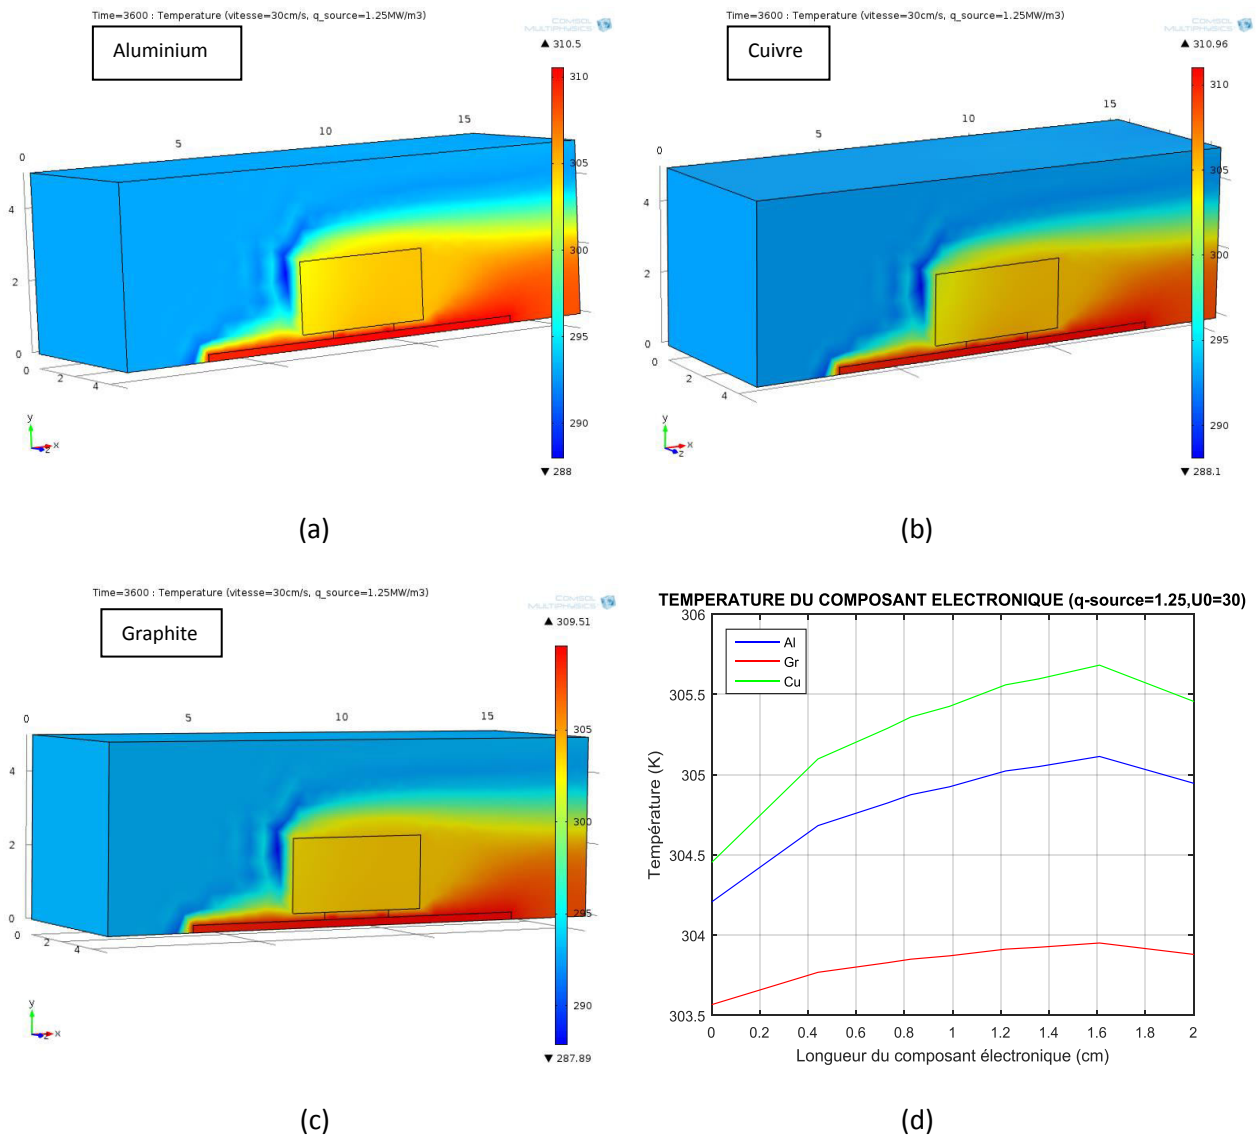 Time=3600 : Temperature (vitesse=30cm/s, q_source=1.25MW/m3)
COMSOL
MULTIPHYSICS
Aluminium
▲ 310.5
310
305
300
295
290
▼ 288
0
5
10
15
4
2
0
0
2
4
y
x
z
(a)
Time=3600 : Temperature (vitesse=30cm/s, q_source=1.25MW/m3)
COMSOL
MULTIPHYSICS
Cuivre
▲ 310.96
310
305
300
295
290
▼ 288.1
0
5
10
15
4
2
0
0
2
4
y
x
z
(b)
Time=3600 : Temperature (vitesse=30cm/s, q_source=1.25MW/m3)
COMSOL
MULTIPHYSICS
Graphite
▲ 309.51
305
300
295
290
▼ 287.89
0
5
10
15
4
2
0
0
2
4
y
x
z
(c)
TEMPERATURE DU COMPOSANT ELECTRONIQUE (q-source=1.25,U0=30)
306
305.5
305
304.5
304
303.5
Température (K)
Al
Gr
Cu
0 0.2 0.4 0.6 0.8 1 1.2 1.4 1.6 1.8 2
Longueur du composant électronique (cm)
(d)